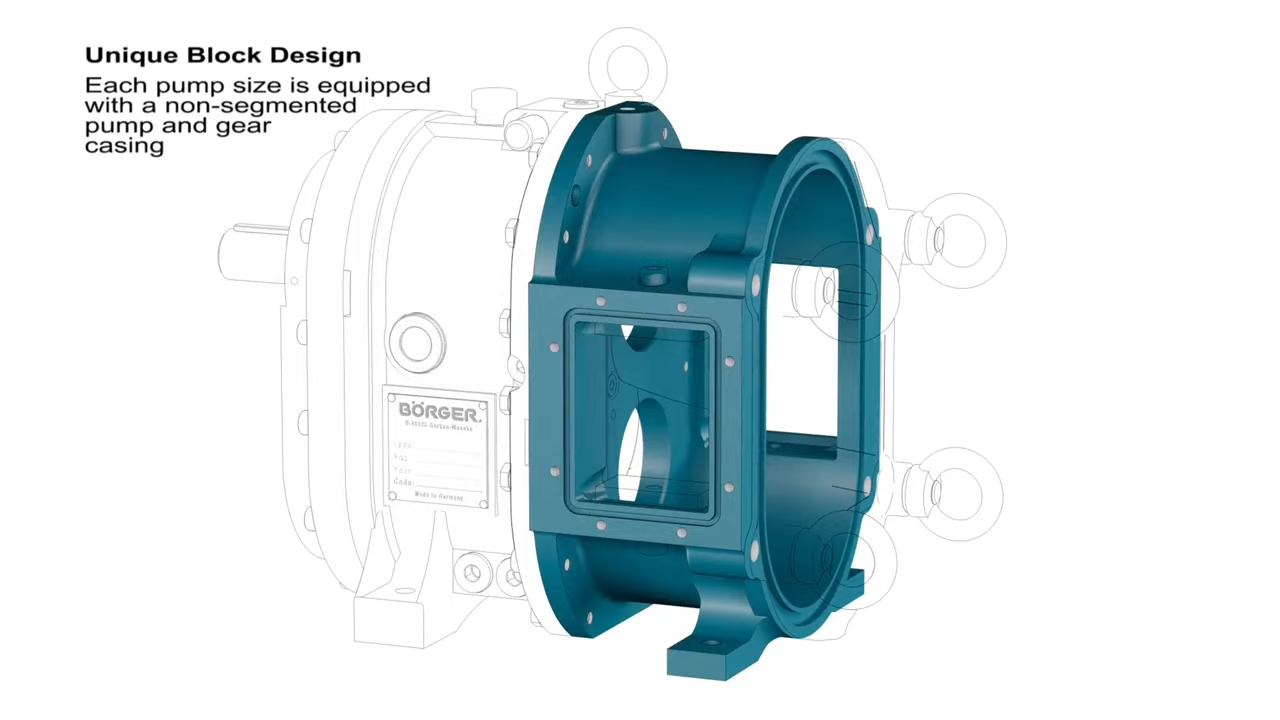 Unique Block Design
Each pump size is equipped
with a non-segmented
pump and gear
casing
BÖRGER
Made in Germany